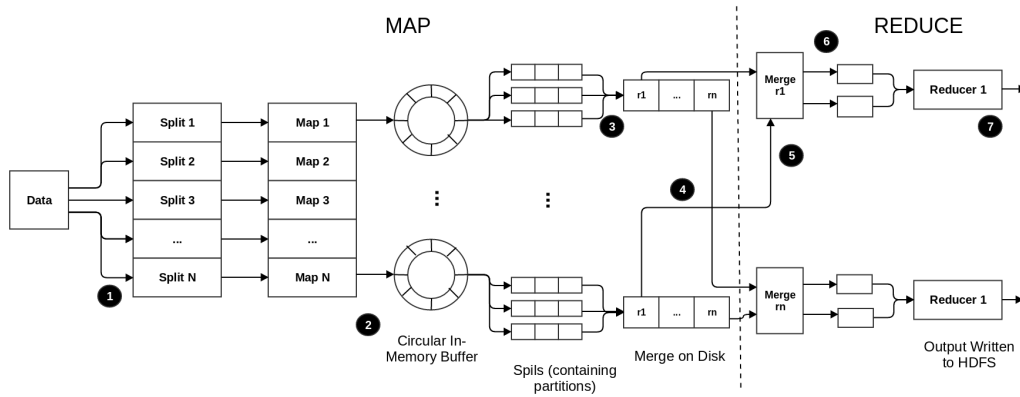 MAP
REDUCE
6
Merge
r1
r1
...
rn
3
Reducer 1
7
Split 1
Map 1
Split 2
Map 2
5
Data
Split 3
Map 3
4
...
...
...
...
Split N
Map N
1
2
Merge
rn
r1
...
rn
Reducer 1
Circular In-
Memory Buffer
Spils (containing
partitions)
Merge on Disk
Output Written
to HDFS